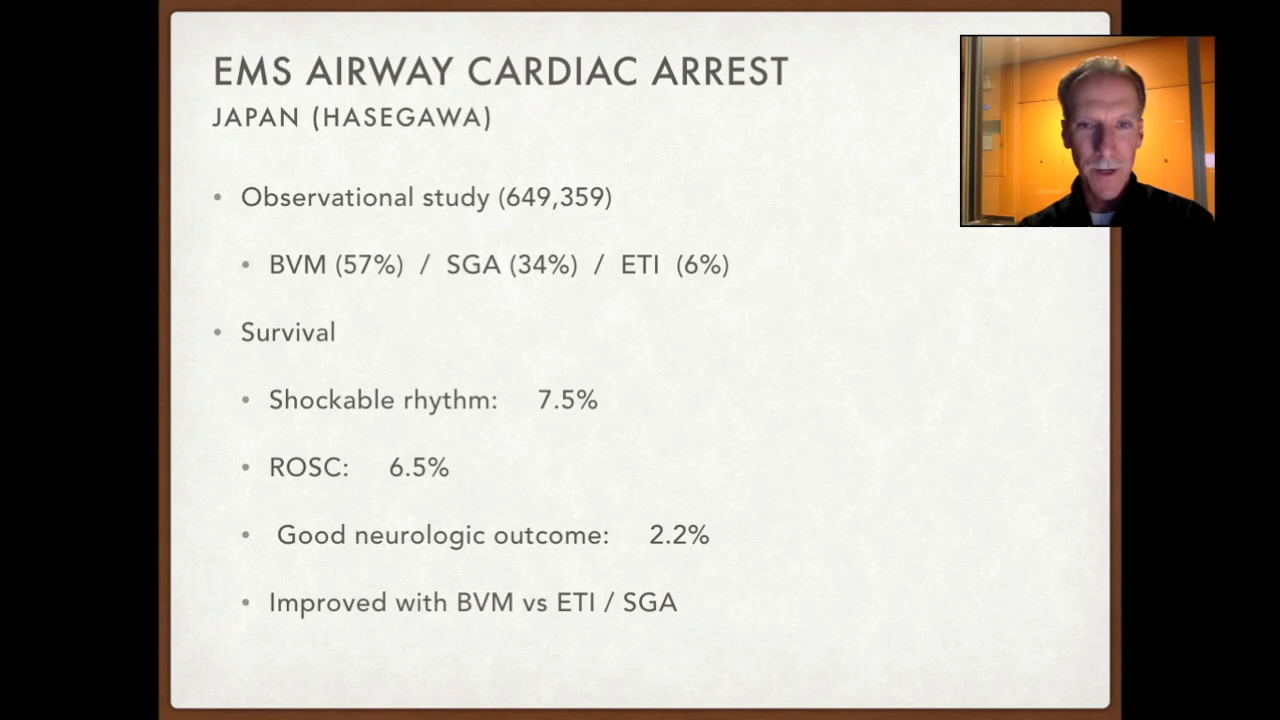 EMS AIRWAY CARDIAC ARREST
JAPAN (HASEGAWA)
• Observational study (649,359)
• BVM (57%) / SGA (34%) / ETI (6%)
• Survival
• Shockable rhythm: 7.5%
• ROSC: 6.5%
• Good neurologic outcome: 2.2%
• Improved with BVM vs ETI / SGA